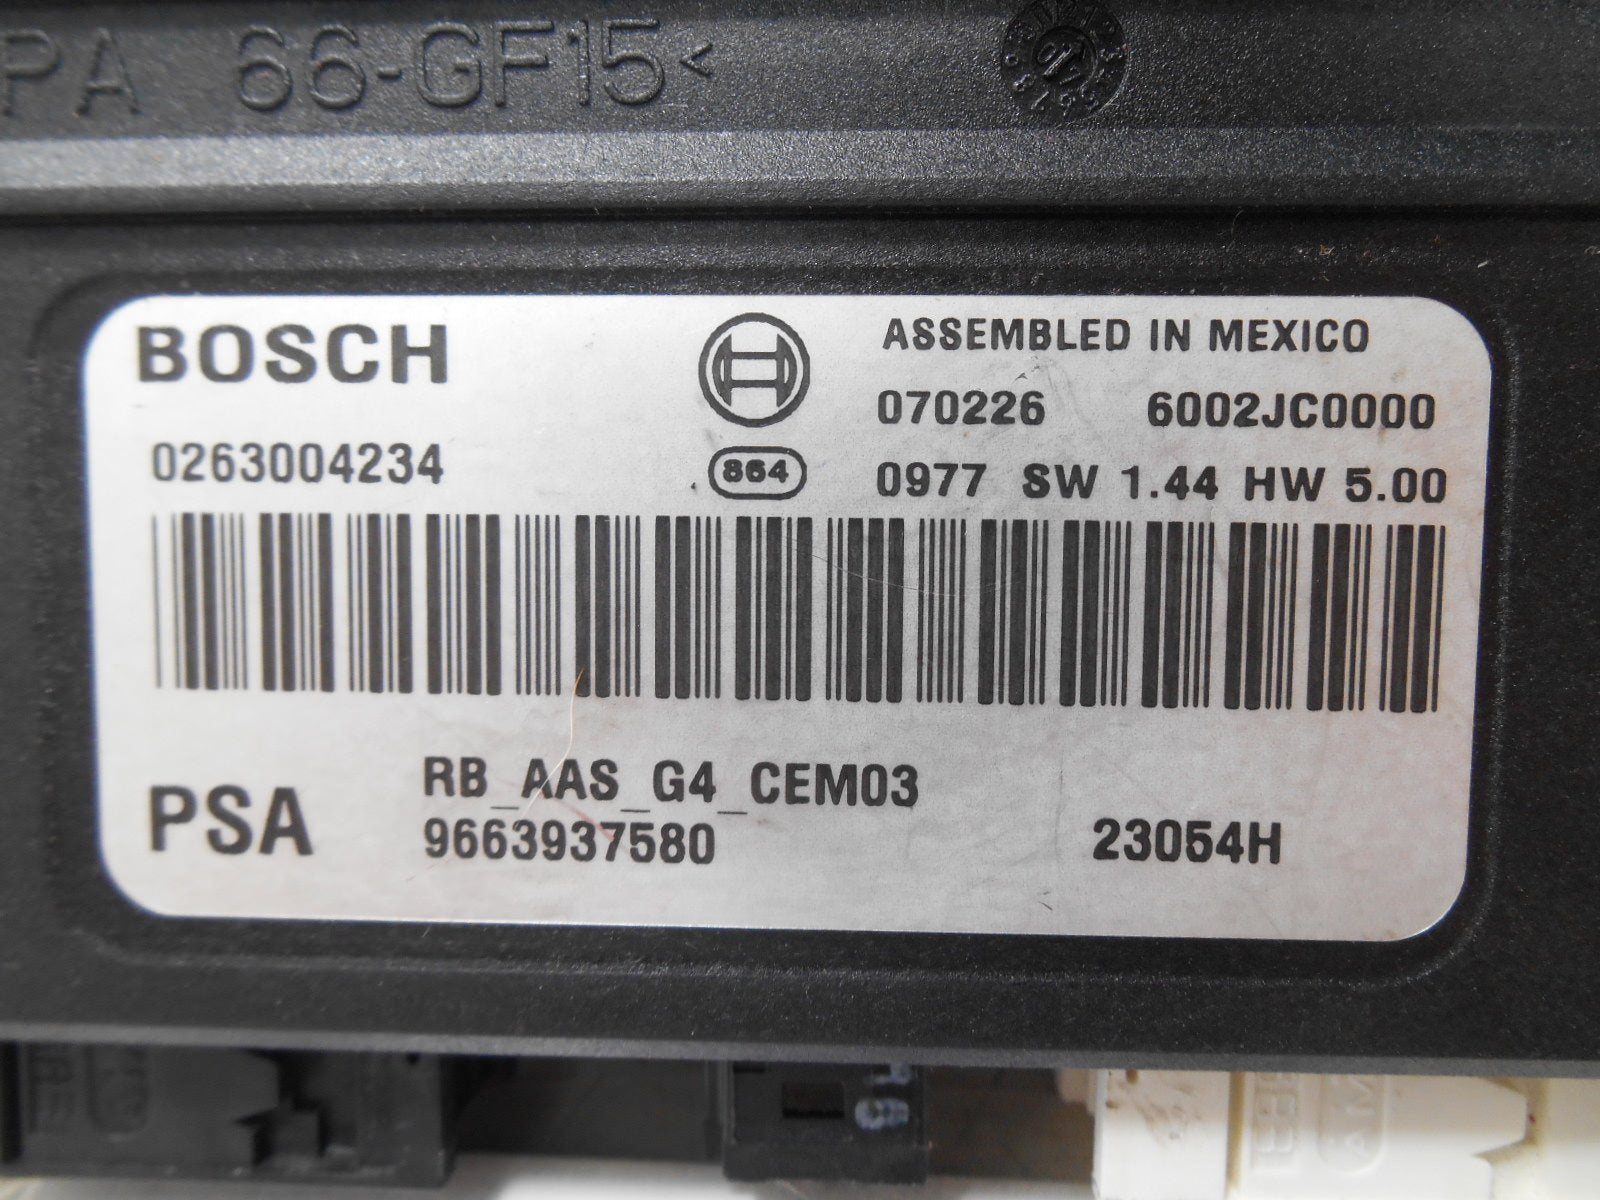 PA 66-GF15<
BOSCH
ASSEMBLED IN MEXICO
070226 6002JC0000
0263004234
864
0977 SW 1.44 HW 5.00
RB_AAS_G4_CEM03
PSA
9663937580
23054H